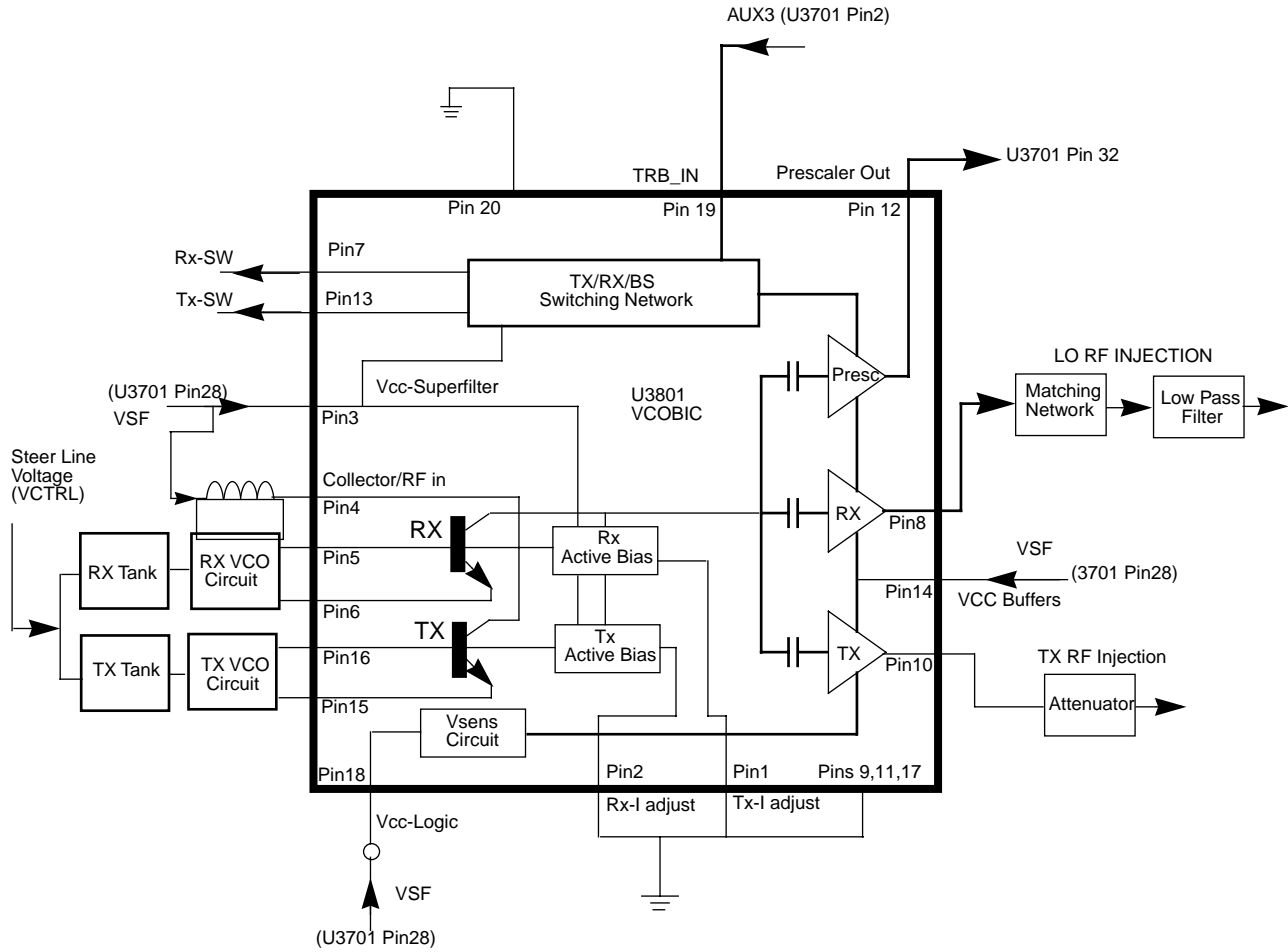 AUX3 (U3701 Pin2)
U3701 Pin 32
TRB_IN
Prescaler Out
Pin 20
Pin 19
Pin 12
Rx-SW
Pin7
TX/RX/BS
Switching Network
Tx-SW
Pin13
Presc
LO RF INJECTION
(U3701 Pin28)
VSF
Vcc-Superfilter
Pin3
U3801
VCOBIC
Matching
Network
Low Pass
Filter
Steer Line
Voltage
(VCTRL)
Collector/RF in
Pin4
RX
Rx
Active Bias
RX
Pin8
RX Tank
RX VCO
Circuit
Pin5
Pin6
VSF
(3701 Pin28)
Pin14
VCC Buffers
TX
Tx
Active Bias
TX
Pin10
TX Tank
TX VCO
Circuit
Pin16
Pin15
TX RF Injection
Attenuator
Vsens
Circuit
Pin18
Pin2
Pin1
Pins 9,11,17
Rx-I adjust
Tx-I adjust
Vcc-Logic
VSF
(U3701 Pin28)